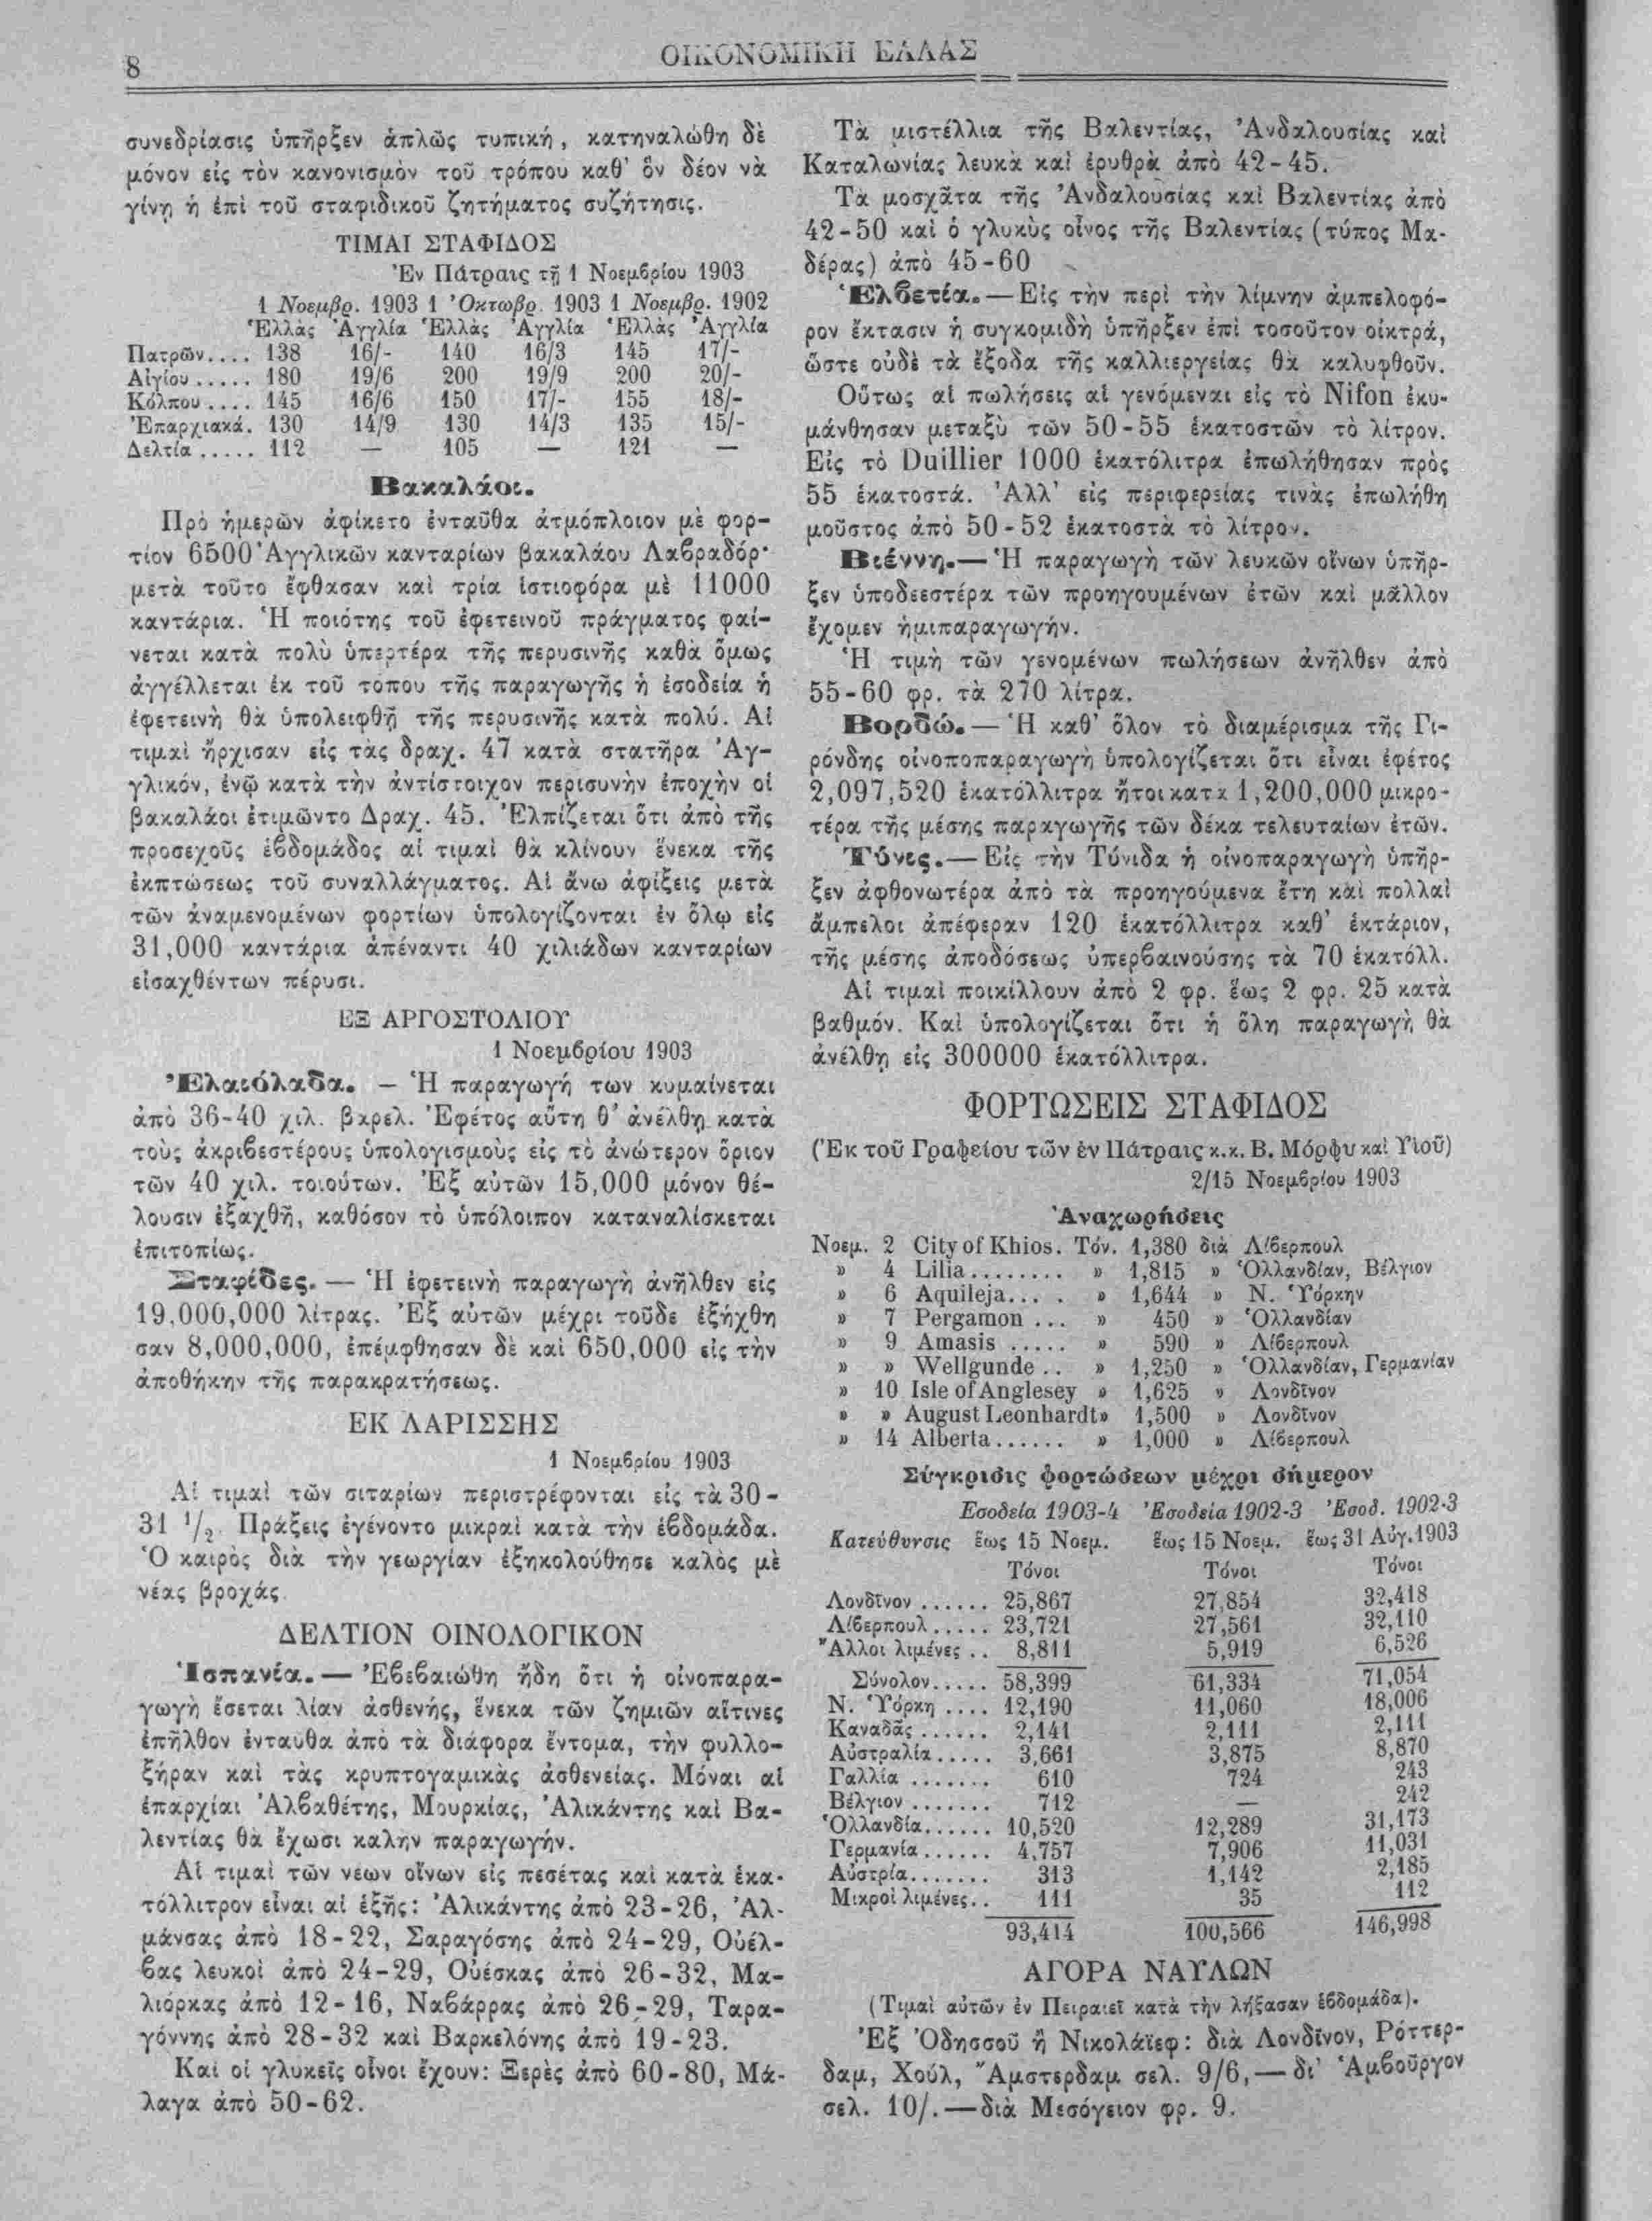 8
ΟΙΚΟΝΟΜΙΚΗ ΕΛΛΑΣ
συνεδρίασις ὑπῆρξεν ἁπλῶς τυπική, κατηναλώθη δὲ
μόνον εἰς τὸν κανονισμὸν τοῦ τρόπου καθ' ὃν δέον νὰ
γίνῃ ἡ ἐπὶ τοῦ σταφιδικοῦ ζητήματος συζήτησις.
ΤΙΜΑΙ ΣΤΑΦΙΔΟΣ
Ἐν Πάτραις τῇ 1 Νοεμβρίου 1903
1 Νοεμβρ. 1903 1 Ὀκτωβρ. 1903 1 Νοεμβρ. 1902
Ἑλλὰς Ἀγγλία Ἑλλὰς Ἀγγλία Ἑλλὰς Ἀγγλία
Πατρῶν.... 138 16/- 140 16/3 145 17/-
Αἰγίου..... 180 19/6 200 19/9 200 20/-
Κόλπου.... 145 16/6 150 17/- 155 18/-
Ἐπαρχιακά. 130 14/9 130 14/3 135 15/-
Δελτία..... 112 — 105 — 121 —
Βακαλάοι.
Πρὸ ἡμερῶν ἀφίκετο ἐνταῦθα ἀτμόπλοιον μὲ φορ-
τίον 6500 Ἀγγλικῶν κανταρίων βακαλάου Λαβραδόρ·
μετὰ τοῦτο ἔφθασαν καὶ τρία ἱστιοφόρα μὲ 11000
καντάρια. Ἡ ποιότης τοῦ ἐφετεινοῦ πράγματος φαί-
νεται κατὰ πολὺ ὑπερτέρα τῆς περυσινῆς καθὰ ὅμως
ἀγγέλλεται ἐκ τοῦ τοπου τῆς παραγωγῆς ἡ ἐσοδεία ἡ
ἐφετεινὴ θὰ ὑπολειφθῇ τῆς περυσινῆς κατὰ πολύ. Αἱ
τιμαὶ ἤρχισαν εἰς τὰς δραχ. 47 κατὰ στατῆρα Ἀγ-
γλικόν, ἐνῷ κατὰ τὴν ἀντίστοιχον περισυνὴν ἐποχὴν οἱ
βακαλάοι ἐτιμῶντο Δραχ. 45. Ἐλπίζεται ὅτι ἀπὸ τῆς
προσεχοῦς ἑβδομάδος αἱ τιμαὶ θὰ κλίνουν ἕνεκα τῆς
ἐκπτώσεως τοῦ συναλλάγματος. Αἱ ἄνω ἀφίξεις μετὰ
τῶν ἀναμενομένων φορτίων ὑπολογίζονται ἐν ὅλῳ εἰς
31,000 καντάρια ἀπέναντι 40 χιλιάδων κανταρίων
εἰσαχθέντων πέρυσι.
ΕΞ ΑΡΓΟΣΤΟΛΙΟΥ
1 Νοεμβρίου 1903
Ἐλαιόλαδα. — Ἡ παραγωγή των κυμαίνεται
ἀπὸ 36-40 χιλ. βαρελ. Ἐφέτος αὕτη θ' ἀνέλθῃ κατὰ
τοὺς ἀκριβεστέρους ὑπολογισμοὺς εἰς τὸ ἀνώτερον ὅριον
τῶν 40 χιλ. τοιούτων. Ἐξ αὐτῶν 15,000 μόνον θέ-
λουσιν ἐξαχθῆ, καθόσον τὸ ὑπόλοιπον καταναλίσκεται
ἐπιτοπίως.
Σταφίδες. — Ἡ ἐφετεινὴ παραγωγὴ ἀνῆλθεν εἰς
19,000,000 λίτρας. Ἐξ αὐτῶν μέχρι τοῦδε ἐξήχθη
σαν 8,000,000, ἐπέμφθησαν δὲ καὶ 650,000 εἰς τὴν
ἀποθήκην τῆς παρακρατήσεως.
ΕΚ ΛΑΡΙΣΣΗΣ
1 Νοεμβρίου 1903
Αἱ τιμαὶ τῶν σιταρίων περιστρέφονται εἰς τὰ 30-
31 1/2 Πράξεις ἐγένοντο μικραὶ κατὰ τὴν ἑβδομάδα.
Ὁ καιρὸς διὰ τὴν γεωργίαν ἐξηκολούθησε καλὸς μὲ
νέας βροχάς
ΔΕΛΤΙΟΝ ΟΙΝΟΛΟΓΙΚΟΝ
Ἱσπανία. — Ἐβεβαιώθη ἤδη ὅτι ἡ οἰνοπαρα-
γωγὴ ἔσεται λίαν ἀσθενής, ἕνεκα τῶν ζημιῶν αἵτινες
ἐπῆλθον ἐνταῦθα ἀπὸ τὰ διάφορα ἔντομα, τὴν φυλλο-
ξήραν καὶ τὰς κρυπτογαμικὰς ἀσθενείας. Μόναι αἱ
ἐπαρχίαι Ἀλβαθέτης, Μουρκίας, Ἀλικάντης καὶ Βα-
λεντίας θὰ ἔχωσι καλὴν παραγωγήν.
Αἱ τιμαὶ τῶν νεων οἴνων εἰς πεσέτας καὶ κατὰ ἑκα-
τόλλιτρον εἶναι αἱ ἑξῆς: Ἀλικάντης ἀπὸ 23-26, Ἀλ-
μάνσας ἀπὸ 18-22, Σαραγόσης ἀπὸ 24-29, Οὐέλ-
βας λευκοὶ ἀπὸ 24-29, Οὐέσκας ἀπὸ 26-32, Μα-
λιόρκας ἀπὸ 12-16, Ναβάρρας ἀπὸ 26-29, Ταρα-
γόννης ἀπὸ 28-32 καὶ Βαρκελόνης ἀπὸ 19-23.
Καὶ οἱ γλυκεῖς οἶνοι ἔχουν: Ξερὲς ἀπὸ 60-80, Μά-
λαγα ἀπὸ 50-62.
Τὰ μιστέλλια τῆς Βαλεντίας, Ἀνδαλουσίας καὶ
Καταλωνίας λευκὰ καὶ ἐρυθρὰ ἀπὸ 42-45.
Τὰ μοσχᾶτα τῆς Ἀνδαλουσίας καὶ Βαλεντίας ἀπὸ
42-50 καὶ ὁ γλυκὺς οἶνος τῆς Βαλεντίας (τύπος Μα-
δέρας) ἀπὸ 45-60
Ἑλβετία. — Εἰς τὴν περὶ τὴν λίμνην ἀμπελοφό-
ρον ἔκτασιν ἡ συγκομιδὴ ὑπῆρξεν ἐπὶ τοσοῦτον οἰκτρά,
ὥστε οὐδὲ τὰ ἔξοδα τῆς καλλιεργείας θὰ καλυφθοῦν.
Οὕτως αἱ πωλήσεις αἱ γενόμεναι εἰς τὸ Nifon ἐκυ-
μάνθησαν μεταξὺ τῶν 50-55 ἑκατοστῶν τὸ λίτρον.
Εἰς τὸ Duillier 1000 ἑκατόλιτρα ἐπωλήθησαν πρὸς
55 ἑκατοστά. Ἀλλ' εἰς περιφερείας τινὰς ἐπωλήθη
μοῦστος ἀπὸ 50-52 ἑκατοστὰ τὸ λίτρον.
Βιέννη. — Ἡ παραγωγὴ τῶν λευκῶν οἴνων ὑπῆρ-
ξεν ὑποδεεστέρα τῶν προηγουμένων ἐτῶν καὶ μᾶλλον
ἔχομεν ἡμιπαραγωγήν.
Ἡ τιμὴ τῶν γενομένων πωλήσεων ἀνῆλθεν ἀπὸ
55-60 φρ. τὰ 270 λίτρα.
Βορδώ. — Ἡ καθ' ὅλον τὸ διαμέρισμα τῆς Γι-
ρόνδης οἰνοποπαραγωγὴ ὑπολογίζεται ὅτι εἶναι ἐφέτος
2,097,520 ἑκατόλλιτρα ἤτοι κατὰ 1,200,000 μικρο-
τέρα τῆς μέσης παραγωγῆς τῶν δέκα τελευταίων ἐτῶν.
Τύνις. — Εἰς τὴν Τύνιδα ἡ οἰνοπαραγωγὴ ὑπῆρ-
ξεν ἀφθονωτέρα ἀπὸ τὰ προηγούμενα ἔτη καὶ πολλαὶ
ἄμπελοι ἀπέφεραν 120 ἑκατόλλιτρα καθ' ἑκτάριον,
τῆς μέσης ἀποδόσεως ὑπερβαινούσης τὰ 70 ἑκατόλλ.
Αἱ τιμαὶ ποικίλλουν ἀπὸ 2 φρ. ἕως 2 φρ. 25 κατὰ
βαθμόν. Καὶ ὑπολογίζεται ὅτι ἡ ὅλη παραγωγὴ θὰ
ἀνέλθῃ εἰς 300000 ἑκατόλλιτρα.
ΦΟΡΤΩΣΕΙΣ ΣΤΑΦΙΔΟΣ
(Ἐκ τοῦ Γραφείου τῶν ἐν Πάτραις κ.κ. Β. Μόρφυ καὶ Υἱοῦ)
2/15 Νοεμβρίου 1903
Ἀναχωρήσεις
Νοεμ. 2 City of Khios. Τόν. 1,380 διὰ Λίβερπουλ
» 4 Lilia........ » 1,815 » Ὁλλανδίαν, Βέλγιον
» 6 Aquileja.... » 1,644 » Ν. Ὑόρκην
» 7 Pergamon ... » 450 » Ὁλλανδίαν
» 9 Amasis ..... » 590 » Λίβερπουλ
» » Wellgunde .. » 1,250 » Ὁλλανδίαν, Γερμανίαν
» 10 Isle of Anglesey » 1,625 » Λονδῖνον
» » August Leonhardt » 1,500 » Λονδῖνον
» 14 Alberta...... » 1,000 » Λίβερπουλ
Σύγκρισις φορτώσεων μέχρι σήμερον
Εσοδεία 1903-4 Ἐσοδεία 1902-3 Ἐσοδ. 1902-3
Κατεύθυνσις ἕως 15 Νοεμ. ἕως 15 Νοεμ. ἕως 31 Αὐγ. 1903
Τόνοι Τόνοι Τόνοι
Λονδῖνον...... 25,867 27,854 32,418
Λίβερπουλ..... 23,721 27,561 32,110
Ἄλλοι λιμένες.. 8,811 5,919 6,526
Σύνολον..... 58,399 61,334 71,054
Ν. Ὑόρκη .... 12,190 11,060 18,006
Καναδᾶς...... 2,141 2,111 2,111
Αὐστραλία..... 3,661 3,875 8,870
Γαλλία ....... 610 724 243
Βέλγιον....... 712 — 242
Ὁλλανδία...... 10,520 12,289 31,173
Γερμανία...... 4,757 7,906 11,031
Αὐστρία....... 313 1,142 2,185
Μικροὶ λιμένες.. 111 35 112
93,414 100,566 146,998
ΑΓΟΡΑ ΝΑΥΛΩΝ
(Τιμαὶ αὐτῶν ἐν Πειραιεῖ κατὰ τὴν λήξασαν ἑβδομάδα).
Ἐξ Ὀδησσοῦ ἢ Νικολάϊεφ: διὰ Λονδῖνον, Ρόττερ-
δαμ, Χούλ, Ἄμστερδαμ σελ. 9/6,— δι' Ἁμβοῦργον
σελ. 10/.—διὰ Μεσόγειον φρ. 9.